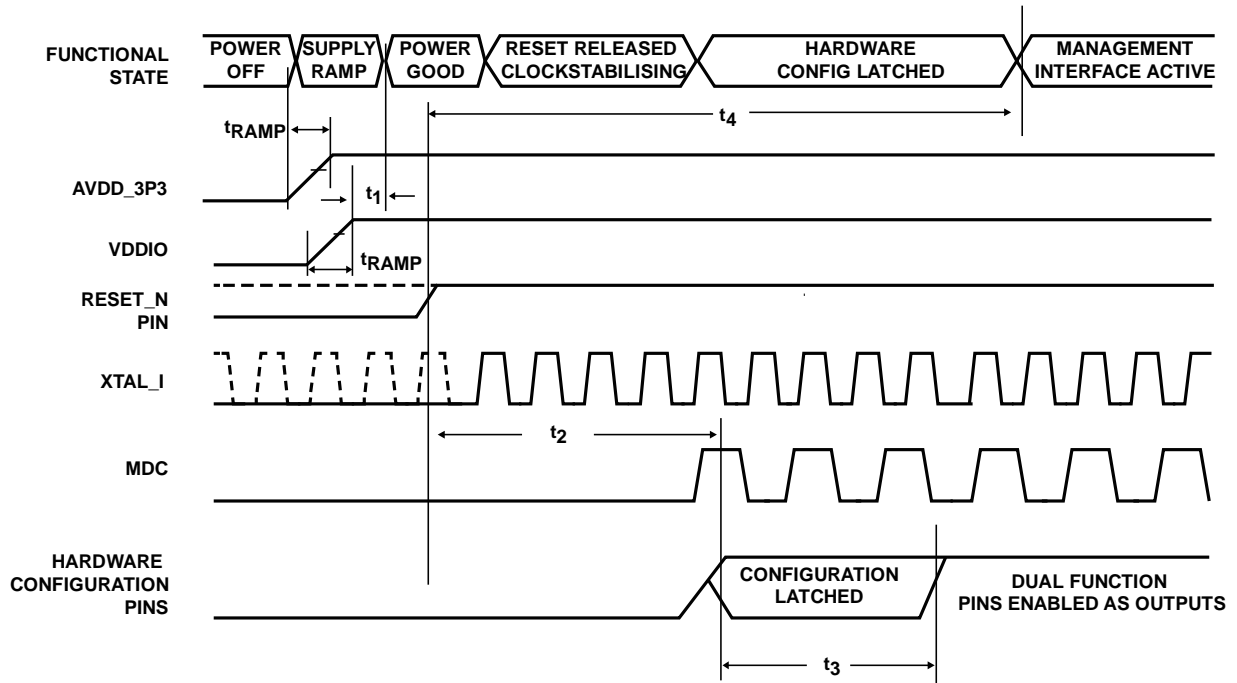 FUNCTIONAL
STATE
POWER
OFF
SUPPLY
RAMP
POWER
GOOD
RESET RELEASED
CLOCKSTABILISING
HARDWARE
CONFIG LATCHED
MANAGEMENT
INTERFACE ACTIVE
tRAMP
t4
AVDD_3P3
t1
VDDIO
tRAMP
RESET_N
PIN
XTAL_I
t2
MDC
HARDWARE
CONFIGURATION
PINS
CONFIGURATION
LATCHED
DUAL FUNCTION
PINS ENABLED AS OUTPUTS
t3